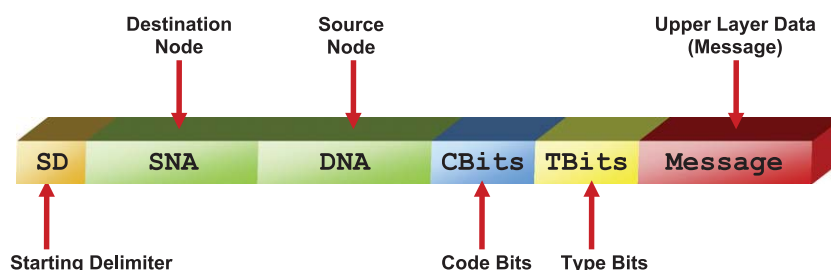 Destination
Node
Source
Node
Upper Layer Data
(Message)
SD
SNA
DNA
CBits
TBits
Message
Starting Delimiter
Code Bits
Type Bits